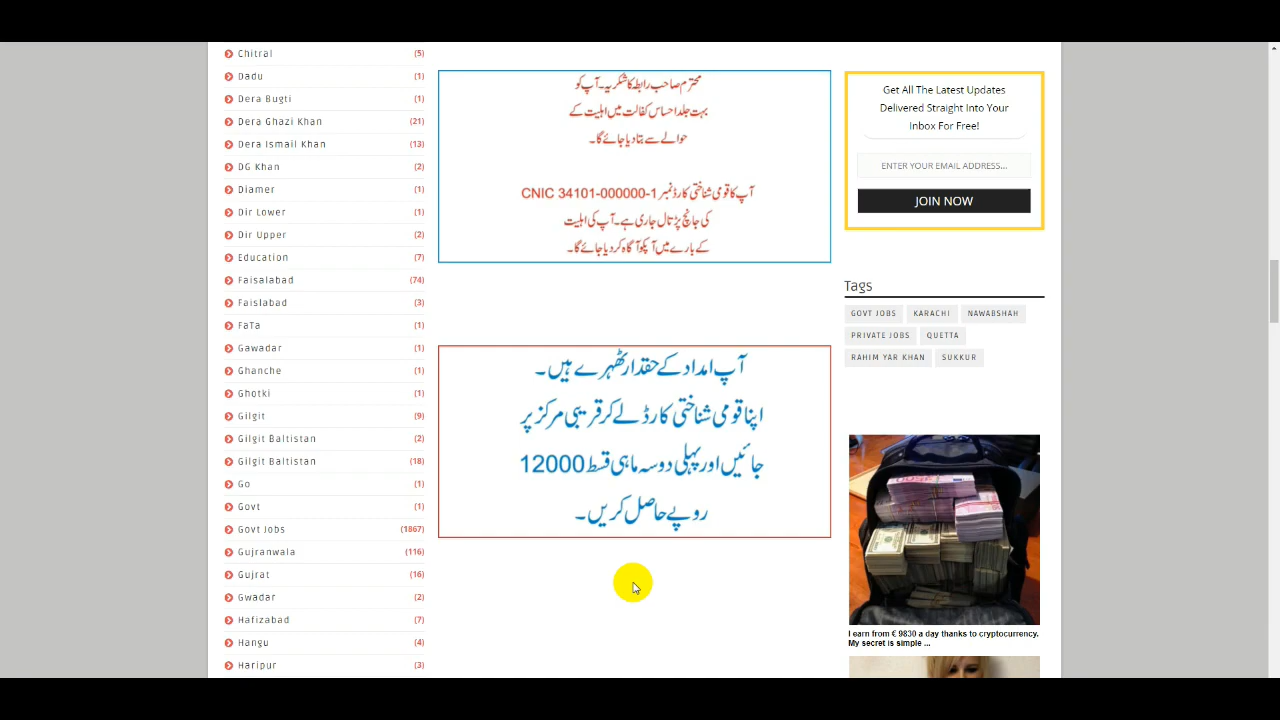 Chitral (5)
Dadu (1)
Dera Bugti (1)
Dera Ghazi Khan (21)
Dera Ismail Khan (13)
DG Khan (2)
Diamer (1)
Dir Lower (1)
Dir Upper (2)
Education (7)
Faisalabad (74)
Faislabad (3)
FaTa (1)
Gawadar (1)
Ghanche (1)
Ghotki (1)
Gilgit (9)
Gilgit Baltistan (2)
Gilgit Baltistan (18)
Go (1)
Govt (1)
Govt Jobs (1867)
Gujranwala (116)
Gujrat (16)
Gwadar (2)
Hafizabad (7)
Hangu (4)
Haripur (3)
محترم صاحب رابطہ کا شکریہ۔ آپ کو
بہت جلد احساس کفالت میں اہلیت کے
حوالے سے بتا دیا جائے گا۔
آپ کا قومی شناختی کارڈ نمبر CNIC 34101-000000-1
کی جانچ پڑتال جاری ہے۔ آپ کی اہلیت
کے بارے میں آپکو آگاہ کر دیا جائے گا۔
آپ امداد کے حقدار ٹھہرے ہیں۔
اپنا قومی شناختی کارڈ لے کر قریبی مرکز پر
جائیں اور پہلی دوسہ ماہی قسط 12000
روپے حاصل کریں۔
Get All The Latest Updates
Delivered Straight Into Your
Inbox For Free!
ENTER YOUR EMAIL ADDRESS...
JOIN NOW
Tags
GOVT JOBS KARACHI NAWABSHAH
PRIVATE JOBS QUETTA
RAHIM YAR KHAN SUKKUR
I earn from € 9830 a day thanks to cryptocurrency.
My secret is simple ...